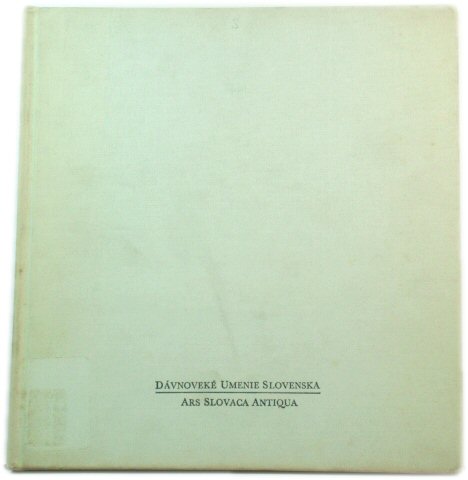 DÁVNOVEKÉ UMENIE SLOVENSKA
ARS SLOVACA ANTIQUA